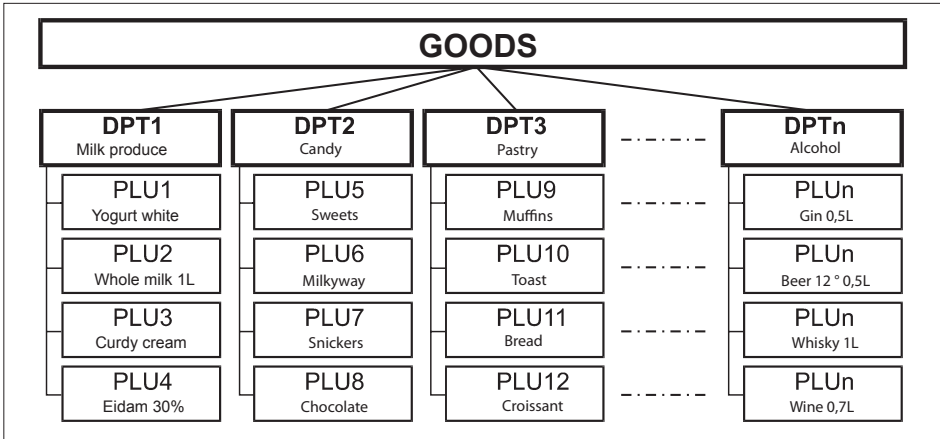 GOODS
DPT1
Milk produce
PLU1
Yogurt white
PLU2
Whole milk 1L
PLU3
Curdy cream
PLU4
Eidam 30%
DPT2
Candy
PLU5
Sweets
PLU6
Milkyway
PLU7
Snickers
PLU8
Chocolate
DPT3
Pastry
PLU9
Muffins
PLU10
Toast
PLU11
Bread
PLU12
Croissant
DPTn
Alcohol
PLUn
Gin 0,5L
PLUn
Beer 12 ° 0,5L
PLUn
Whisky 1L
PLUn
Wine 0,7L